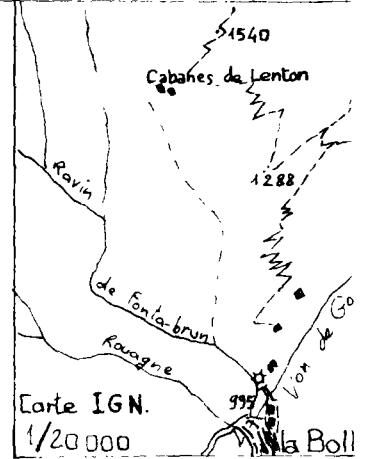 1540
Cabanes de Lenton
1288
Ravin
de Fonta-brun
Rouagne
Von de Go
995
Carte IGN.
1/20 000
la Boll